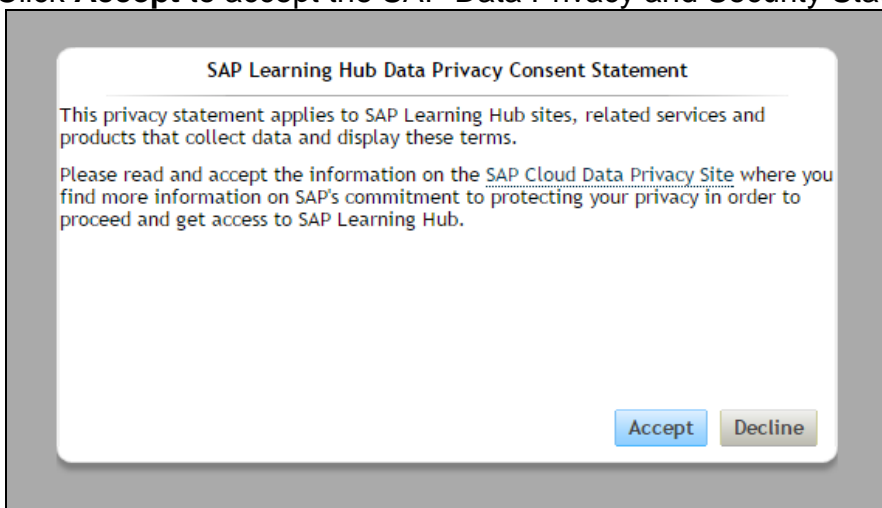 Click Accept to accept the SAP Data Privacy and Security Sta
SAP Learning Hub Data Privacy Consent Statement
This privacy statement applies to SAP Learning Hub sites, related services and
products that collect data and display these terms.
Please read and accept the information on the SAP Cloud Data Privacy Site where you
find more information on SAP's commitment to protecting your privacy in order to
proceed and get access to SAP Learning Hub.
Accept Decline